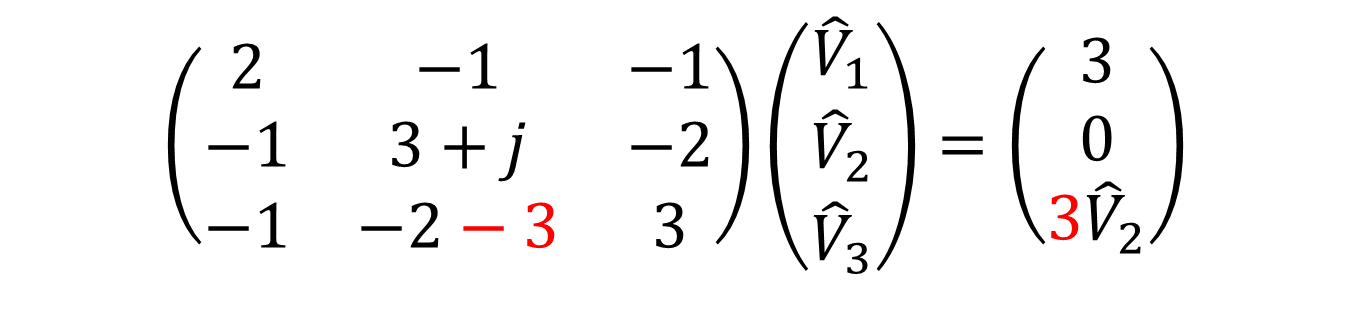 2 −1 −1 V̂₁ 3
−1 3 + j −2 V̂₂ = 0
−1 −2 − 3 3 V̂₃ 3V̂₂